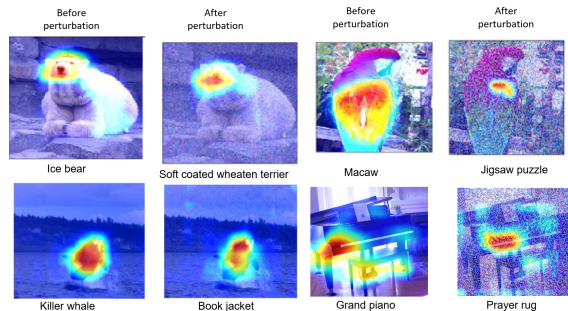 Before
perturbation
After
perturbation
Before
perturbation
After
perturbation
Ice bear
Soft coated wheaten terrier
Macaw
Jigsaw puzzle
Killer whale
Book jacket
Grand piano
Prayer rug